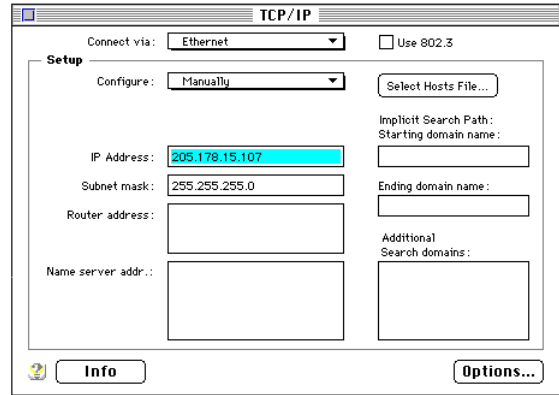 TCP/IP
Connect via: Ethernet
Use 802.3
Setup
Configure: Manually
Select Hosts File...
Implicit Search Path:
Starting domain name:
IP Address: 205.178.15.107
Subnet mask: 255.255.255.0
Ending domain name:
Router address:
Additional
Search domains:
Name server addr.:
Info
Options...